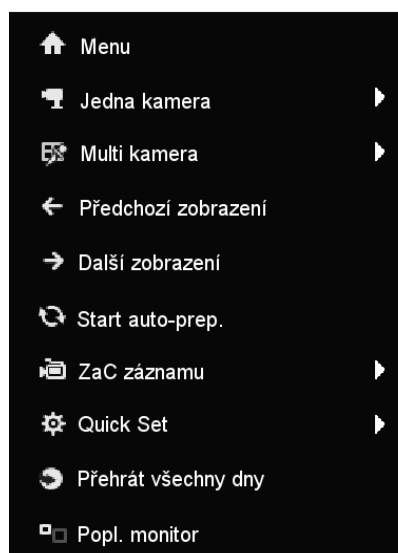 Menu
Jedna kamera
Multi kamera
Předchozí zobrazení
Další zobrazení
Start auto-prep.
ZaC záznamu
Quick Set
Přehrát všechny dny
Popl. monitor